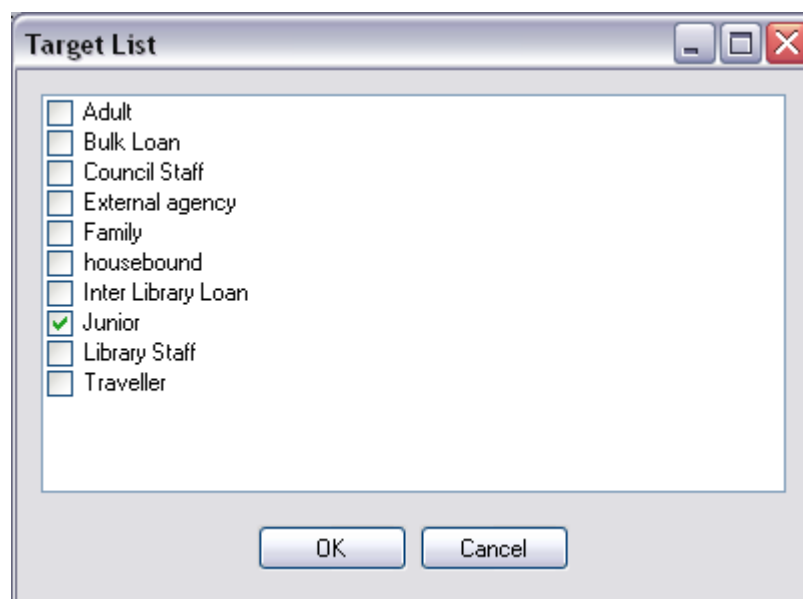 Target List
Adult
Bulk Loan
Council Staff
External agency
Family
housebound
Inter Library Loan
Junior
Library Staff
Traveller
OK Cancel